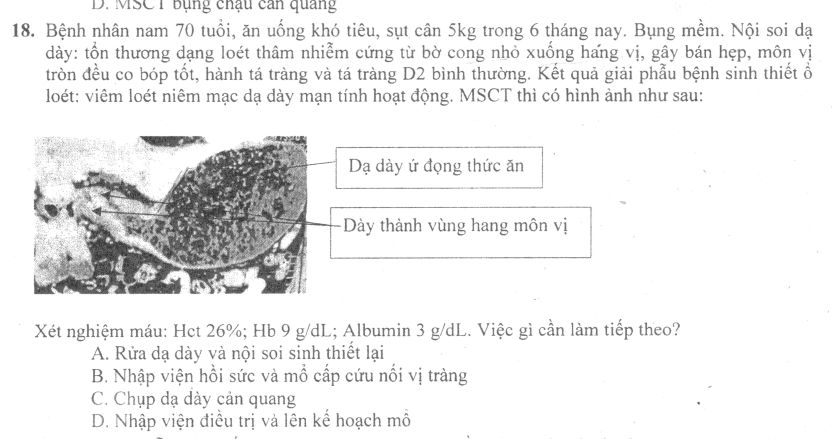 D. MSCT bụng chậu cản quang
18. Bệnh nhân nam 70 tuổi, ăn uống khó tiêu, sụt cân 5kg trong 6 tháng nay. Bụng mềm. Nội soi dạ
dày: tổn thương dạng loét thâm nhiễm cứng từ bờ cong nhỏ xuống hang vị, gây bán hẹp, môn vị
tròn đều co bóp tốt, hành tá tràng và tá tràng D2 bình thường. Kết quả giải phẫu bệnh sinh thiết ổ
loét: viêm loét niêm mạc dạ dày mạn tính hoạt động. MSCT thì có hình ảnh như sau:
Dạ dày ứ đọng thức ăn
Dày thành vùng hang môn vị
Xét nghiệm máu: Hct 26%; Hb 9 g/dL; Albumin 3 g/dL. Việc gì cần làm tiếp theo?
A. Rửa dạ dày và nội soi sinh thiết lại
B. Nhập viện hồi sức và mổ cấp cứu nối vị tràng
C. Chụp dạ dày cản quang
D. Nhập viện điều trị và lên kế hoạch mổ